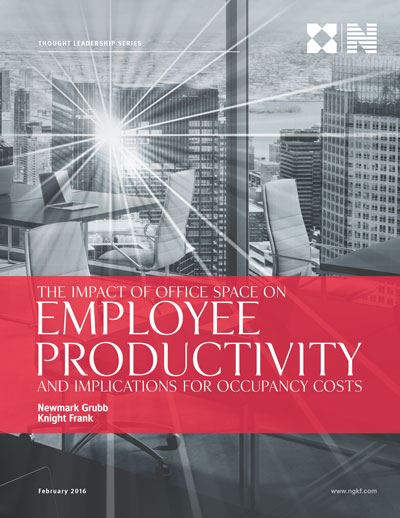 THOUGHT LEADERSHIP SERIES
N
THE IMPACT OF OFFICE SPACE ON
EMPLOYEE
PRODUCTIVITY
AND IMPLICATIONS FOR OCCUPANCY COSTS
Newmark Grubb
Knight Frank
February 2016
www.ngkf.com